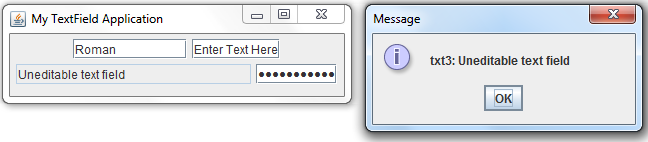 My TextField Application
Roman
Enter Text Here
Uneditable text field
●●●●●●●●●●●
Message
txt3: Uneditable text field
OK